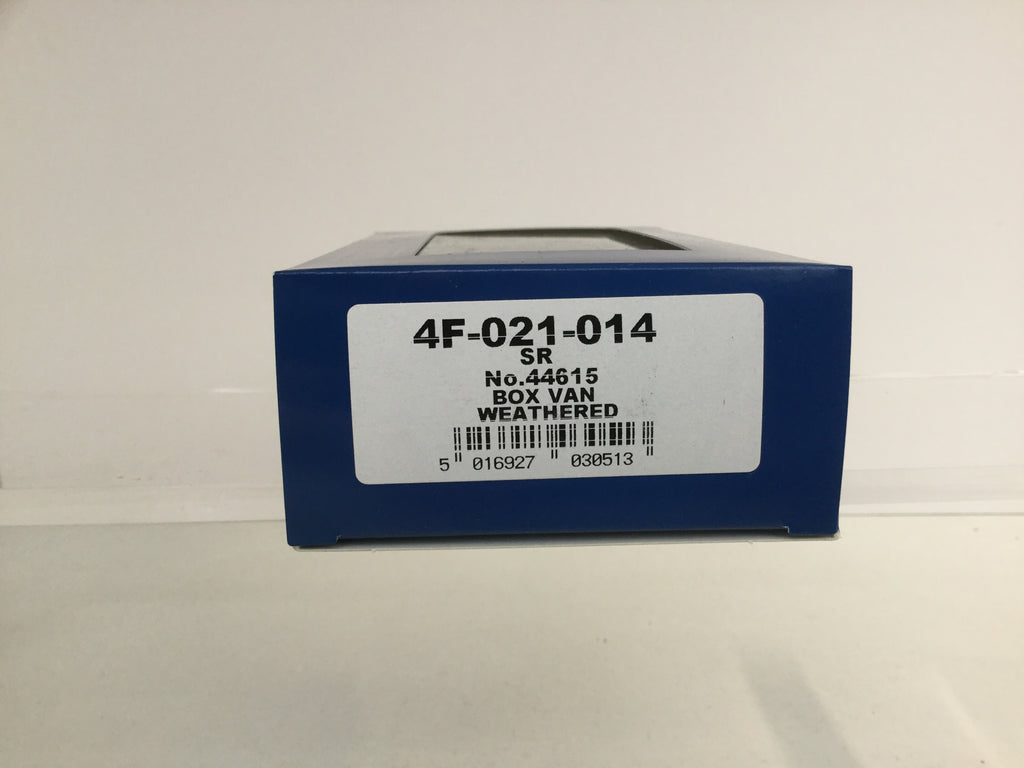 4F-021-014
SR
No.44615
BOX VAN
WEATHERED
5 016927 030513